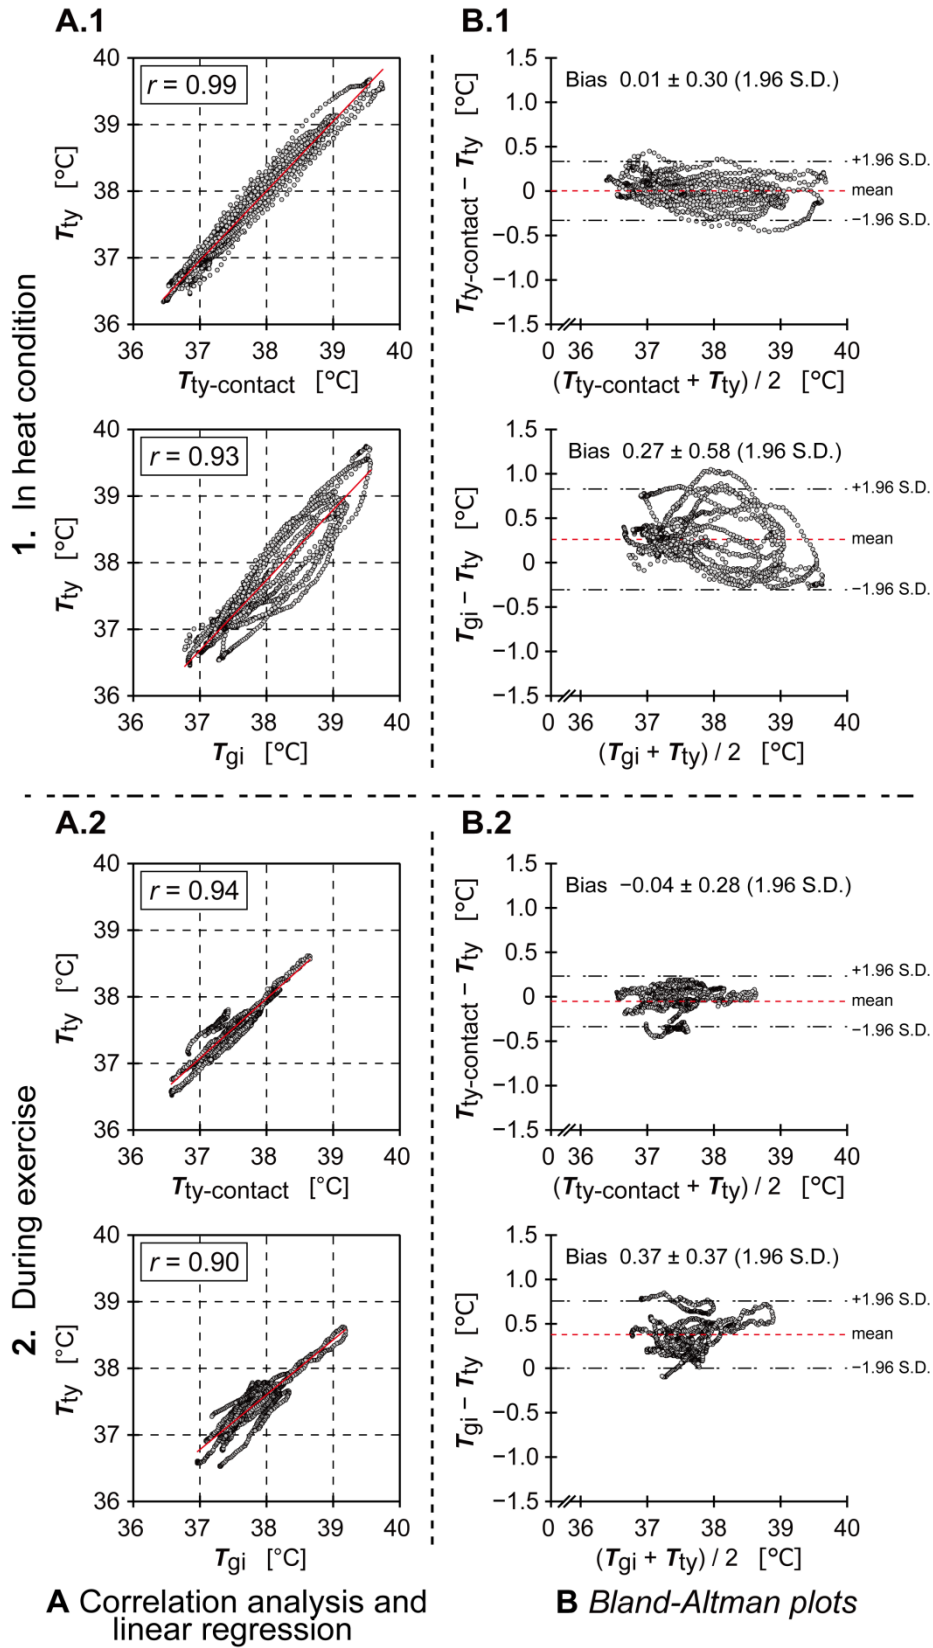 A.1
B.1
1. In heat condition
r = 0.99
Tty [°C]
40
39
38
37
36
36 37 38 39 40
Tty-contact [°C]
Bias 0.01 ± 0.30 (1.96 S.D.)
Tty-contact − Tty [°C]
1.5
1.0
0.5
0
−0.5
−1.0
−1.5
+1.96 S.D.
mean
−1.96 S.D.
0 36 37 38 39 40
(Tty-contact + Tty) / 2 [°C]
r = 0.93
Tty [°C]
40
39
38
37
36
36 37 38 39 40
Tgi [°C]
Bias 0.27 ± 0.58 (1.96 S.D.)
Tgi − Tty [°C]
1.5
1.0
0.5
0
−0.5
−1.0
−1.5
+1.96 S.D.
mean
−1.96 S.D.
0 36 37 38 39 40
(Tgi + Tty) / 2 [°C]
A.2
B.2
2. During exercise
r = 0.94
Tty [°C]
40
39
38
37
36
36 37 38 39 40
Tty-contact [°C]
Bias −0.04 ± 0.28 (1.96 S.D.)
Tty-contact − Tty [°C]
1.5
1.0
0.5
0
−0.5
−1.0
−1.5
+1.96 S.D.
mean
−1.96 S.D.
0 36 37 38 39 40
(Tty-contact + Tty) / 2 [°C]
r = 0.90
Tty [°C]
40
39
38
37
36
36 37 38 39 40
Tgi [°C]
Bias 0.37 ± 0.37 (1.96 S.D.)
Tgi − Tty [°C]
1.5
1.0
0.5
0
−0.5
−1.0
−1.5
+1.96 S.D.
mean
−1.96 S.D.
0 36 37 38 39 40
(Tgi + Tty) / 2 [°C]
A Correlation analysis and
linear regression
B Bland-Altman plots